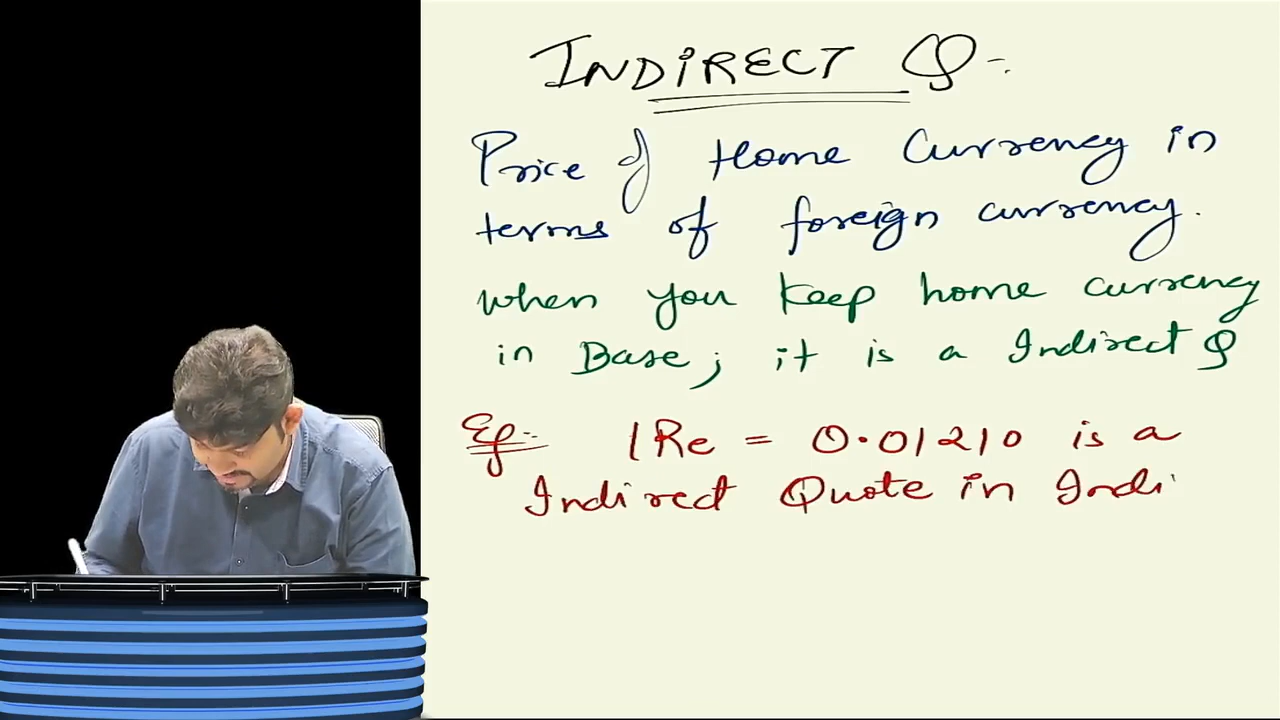 INDIRECT Q:-
Price of Home Currency in
terms of foreign currency.
when you keep home currency
in Base; it is a Indirect Q
Eg:- 1Re = 0.01210 is a
Indirect Quote in Indi